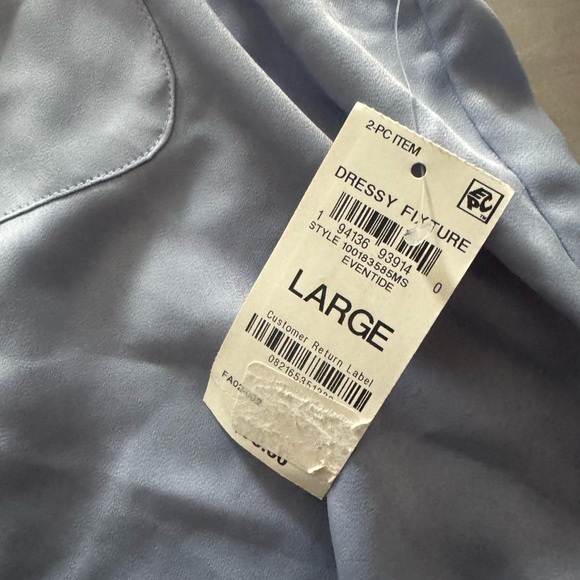 2-PC ITEM
DRESSY FIXTURE
1 94136 93914 0
STYLE 100183585MS
EVENTIDE
LARGE
Customer Return Label